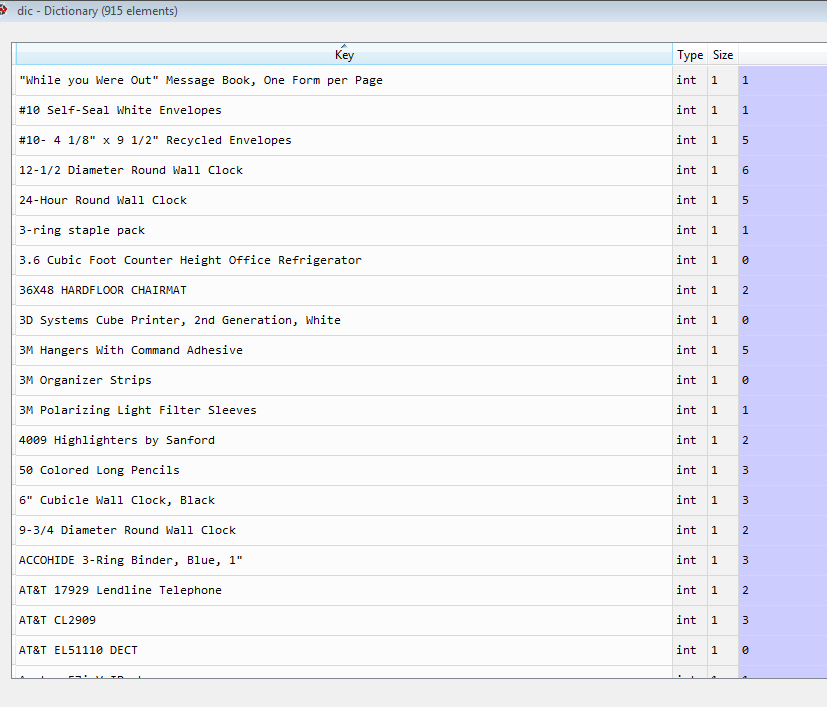 dic - Dictionary (915 elements)
Key Type Size
"While you Were Out" Message Book, One Form per Page int 1 1
#10 Self-Seal White Envelopes int 1 1
#10- 4 1/8" x 9 1/2" Recycled Envelopes int 1 5
12-1/2 Diameter Round Wall Clock int 1 6
24-Hour Round Wall Clock int 1 5
3-ring staple pack int 1 1
3.6 Cubic Foot Counter Height Office Refrigerator int 1 0
36X48 HARDFLOOR CHAIRMAT int 1 2
3D Systems Cube Printer, 2nd Generation, White int 1 0
3M Hangers With Command Adhesive int 1 5
3M Organizer Strips int 1 0
3M Polarizing Light Filter Sleeves int 1 1
4009 Highlighters by Sanford int 1 2
50 Colored Long Pencils int 1 3
6" Cubicle Wall Clock, Black int 1 3
9-3/4 Diameter Round Wall Clock int 1 2
ACCOHIDE 3-Ring Binder, Blue, 1" int 1 3
AT&T 17929 Lendline Telephone int 1 2
AT&T CL2909 int 1 3
AT&T EL51110 DECT int 1 0